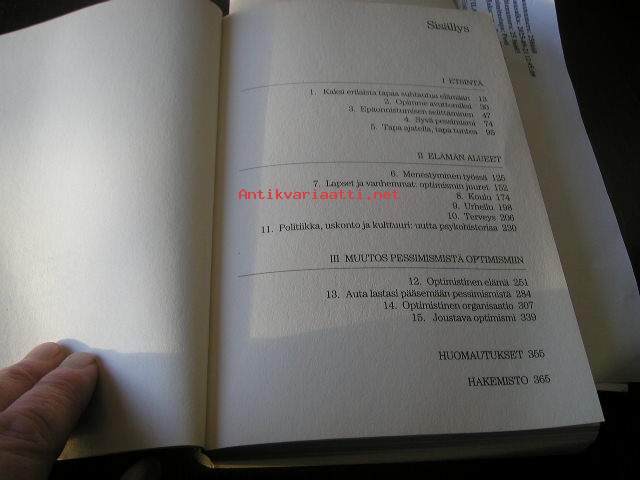 Sisällys
I ETSINTÄ
1. Kaksi erilaista tapaa suhtautua elämään 13
2. Opimme avuttomiksi 30
3. Epäonnistumisen selittäminen 47
4. Syvä pessimismi 74
5. Tapa ajatella, tapa tuntea 95
II ELÄMÄN ALUEET
6. Menestyminen työssä 125
7. Lapset ja vanhemmat: optimismin juuret 152
Antikvariaatti.net
8. Koulu 174
9. Urheilu 198
10. Terveys 206
11. Politiikka, uskonto ja kulttuuri: uutta psykohistoriaa 230
III MUUTOS PESSIMISMISTÄ OPTIMISMIIN
12. Optimistinen elämä 251
13. Auta lastasi pääsemään pessimismistä 284
14. Optimistinen organisaatio 307
15. Joustava optimismi 339
HUOMAUTUKSET 355
HAKEMISTO 365